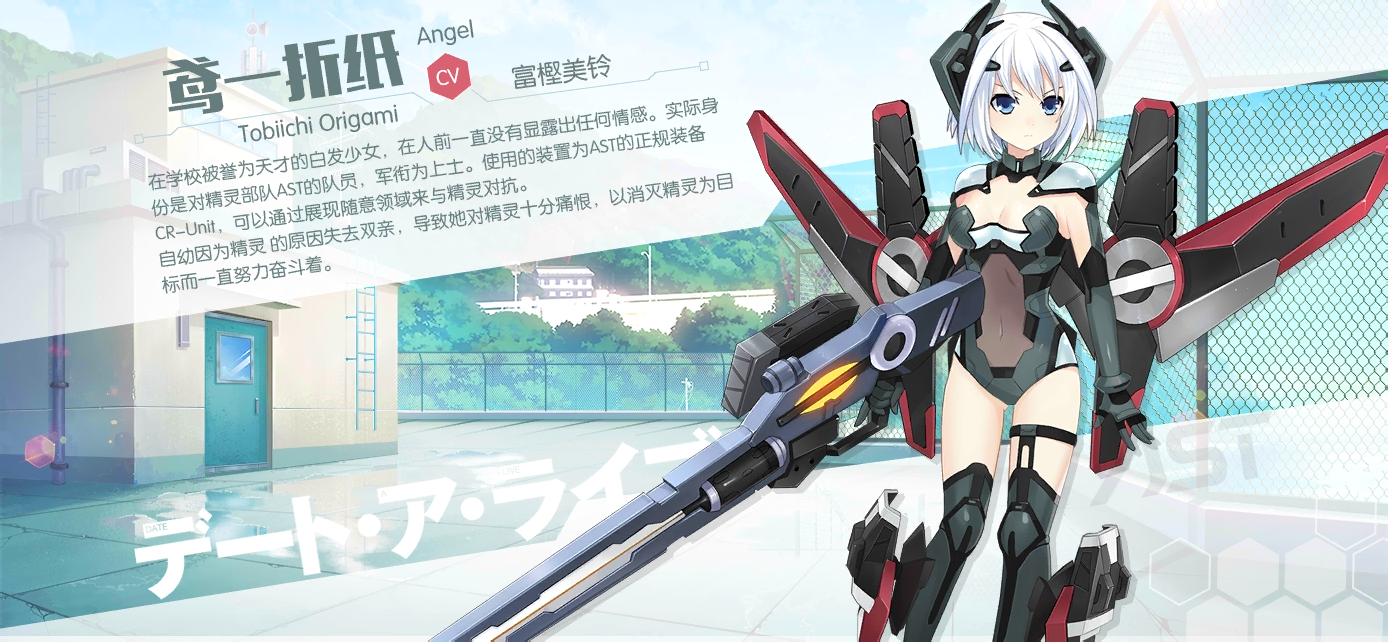 Angel
鸢一折纸
CV
富樫美铃
Tobiichi Origami
在学校被誉为天才的白发少女，在人前一直没有显露出任何情感。实际身
份是对精灵部队AST的队员，军衔为上士。使用的装置为AST的正规装备
CR-Unit，可以通过展现随意领域来与精灵对抗。
自幼因为精灵 的原因失去双亲，导致她对精灵十分痛恨，以消灭精灵为目
标而一直努力奋斗着。
デート・ア・ライブ
DATE
A
LIVE
AST